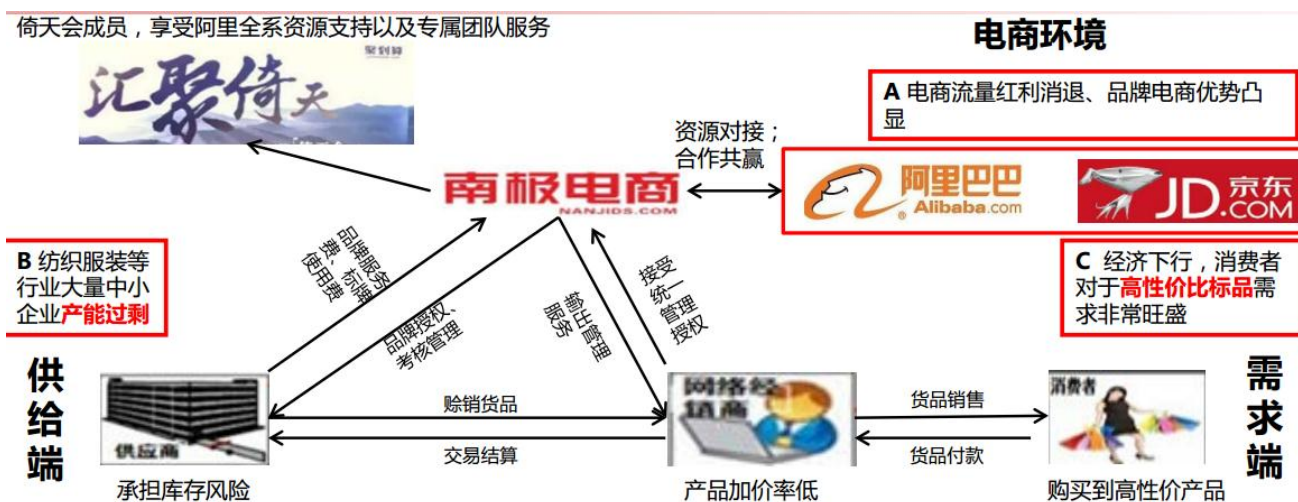 倚天会成员，享受阿里全系资源支持以及专属团队服务
聚划算
汇聚倚天
电商环境
A 电商流量红利消退、品牌电商优势凸
显
资源对接；
合作共赢
南极电商
NANJIDS.COM
阿里巴巴
Alibaba.com
京东
JD.COM
B 纺织服装等
行业大量中小
企业产能过剩
C 经济下行，消费者
对于高性价比标品需
求非常旺盛
品牌服务
费、标牌
使用费
品牌授权、
考核管理
输出管理
服务
接受
统一
管理
授权
供给端
供应商
承担库存风险
赊销货品
交易结算
网络经
销商
产品加价率低
货品销售
货品付款
消费者
购买到高性价产品
需求端